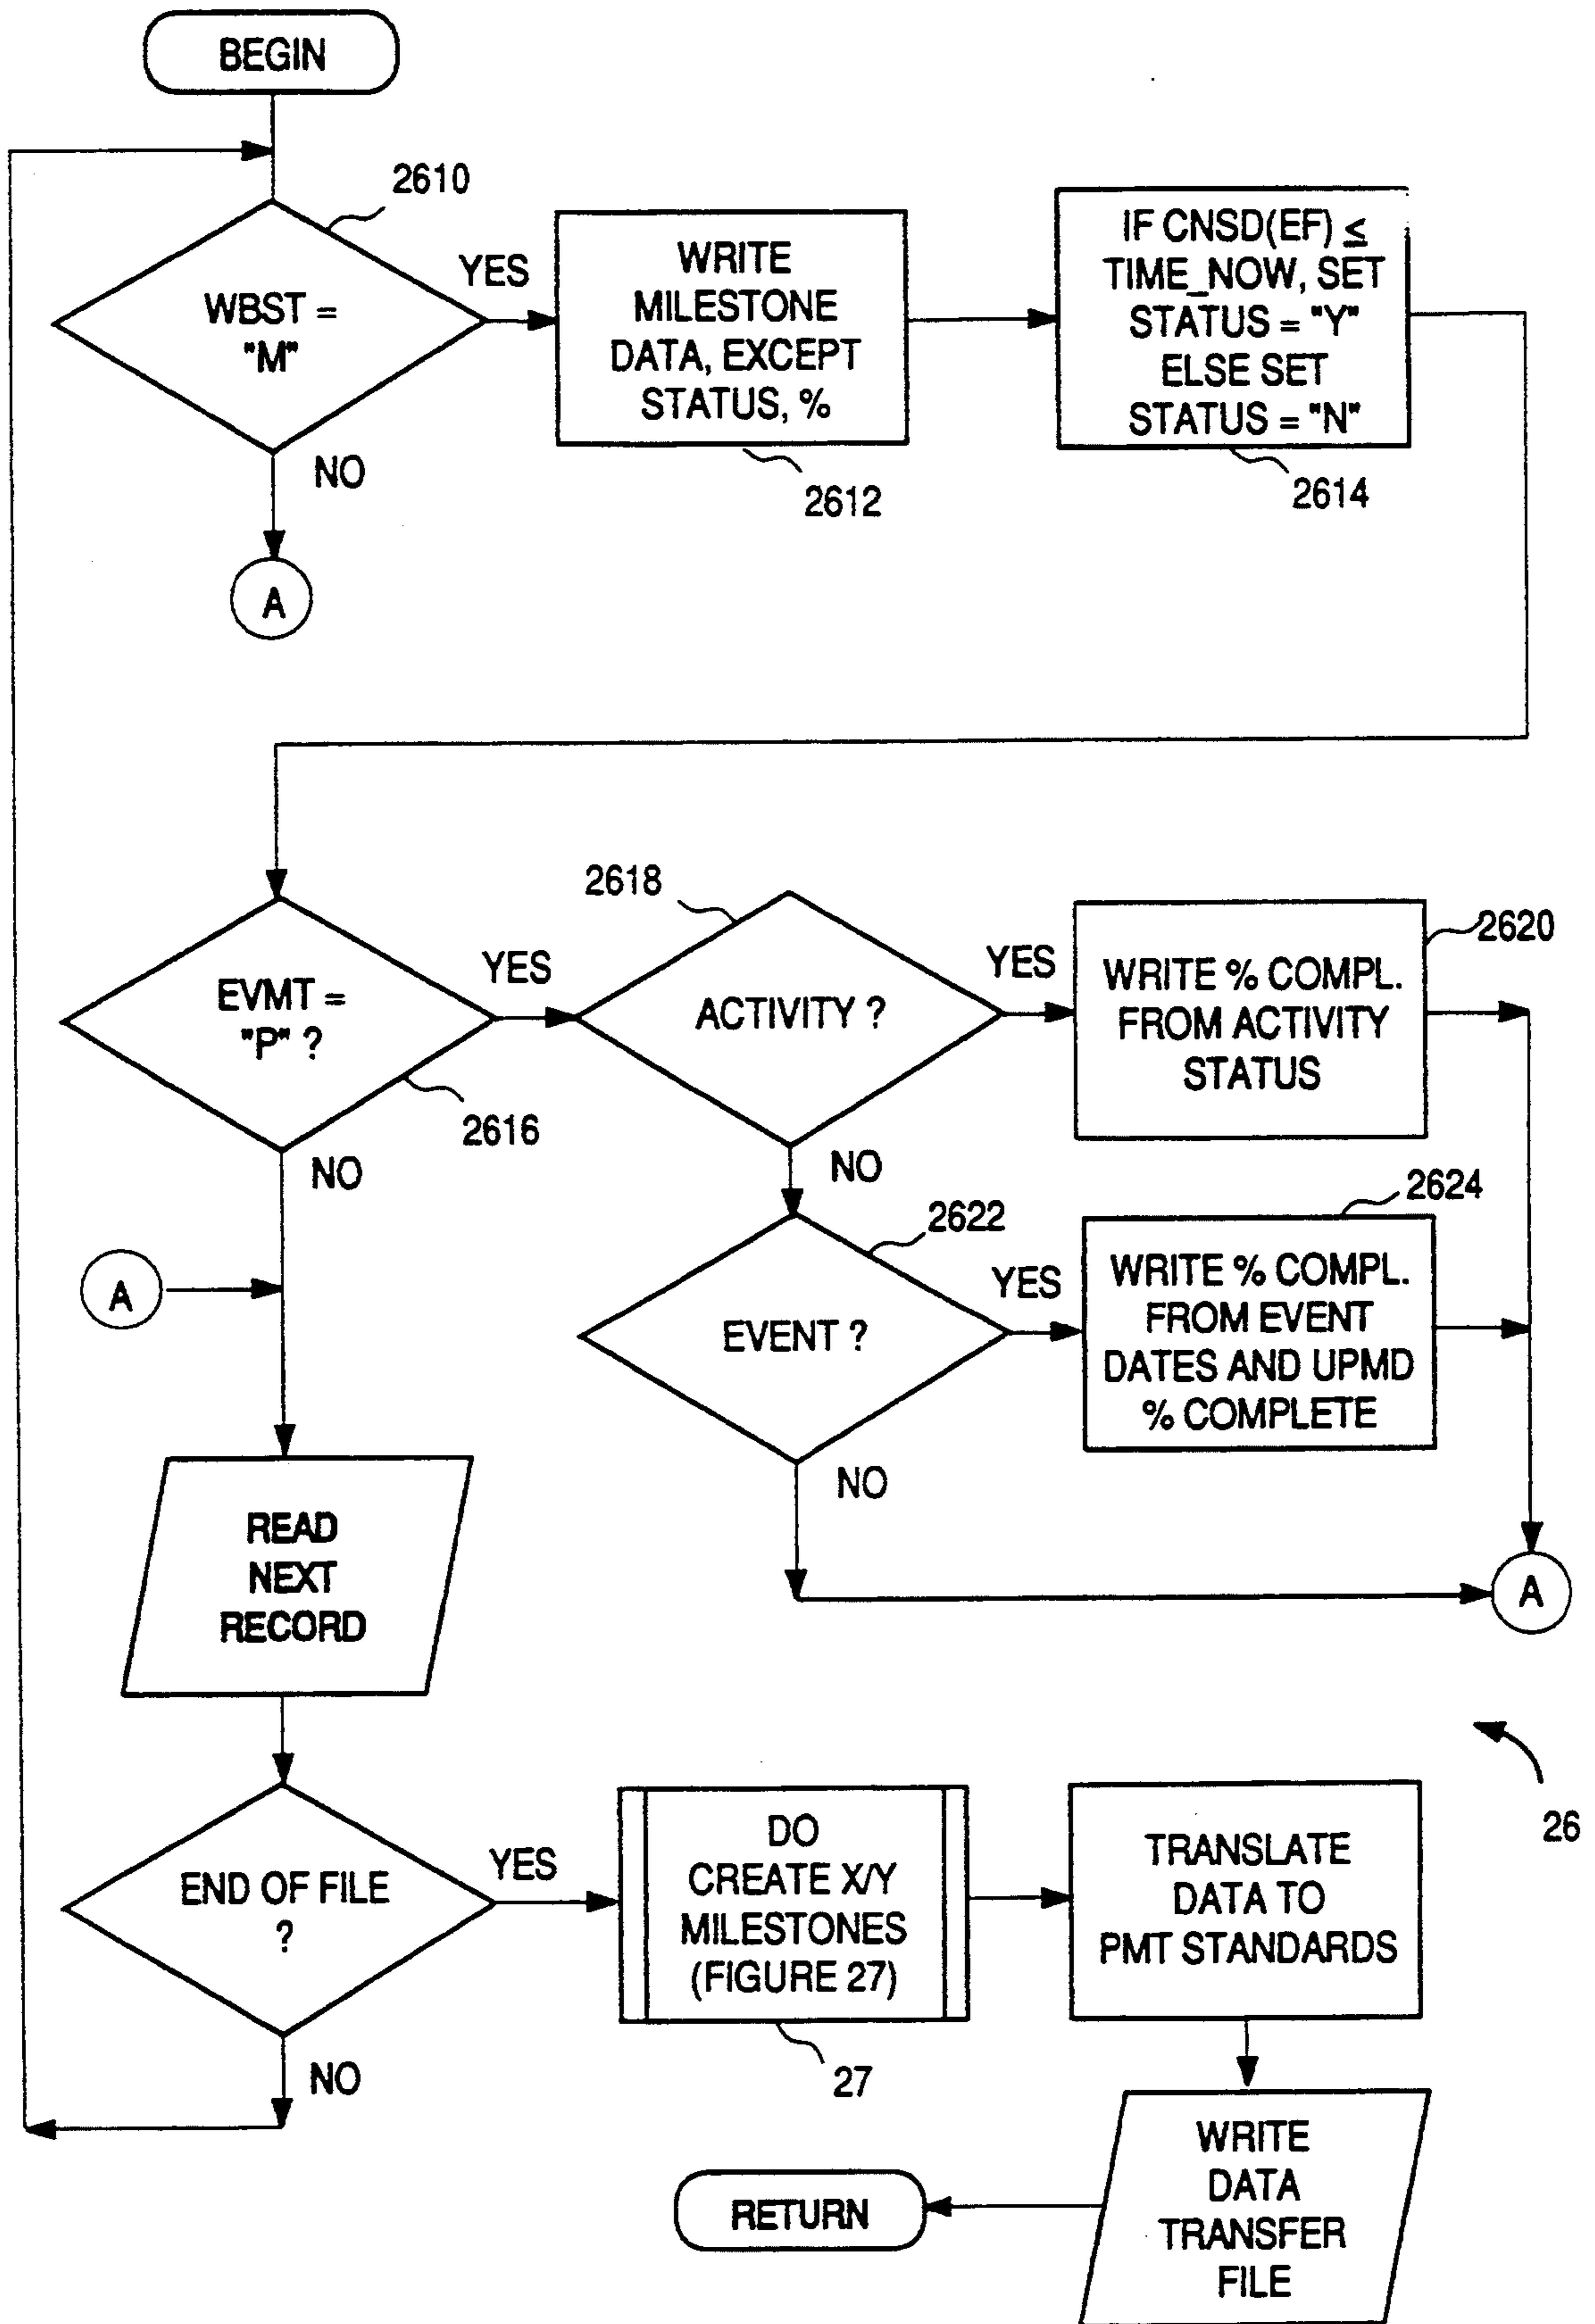 BEGIN
2610
WBST =
"M"
YES
NO
A
WRITE
MILESTONE
DATA, EXCEPT
STATUS, %
2612
IF CNSD(EF) ≤
TIME_NOW, SET
STATUS = "Y"
ELSE SET
STATUS = "N"
2614
EVMT =
"P" ?
2616
YES
NO
2618
ACTIVITY ?
YES
NO
WRITE % COMPL.
FROM ACTIVITY
STATUS
2620
2622
EVENT ?
YES
NO
WRITE % COMPL.
FROM EVENT
DATES AND UPMD
% COMPLETE
2624
A
A
READ
NEXT
RECORD
END OF FILE
?
YES
NO
DO
CREATE X/Y
MILESTONES
(FIGURE 27)
27
TRANSLATE
DATA TO
PMT STANDARDS
26
WRITE
DATA
TRANSFER
FILE
RETURN